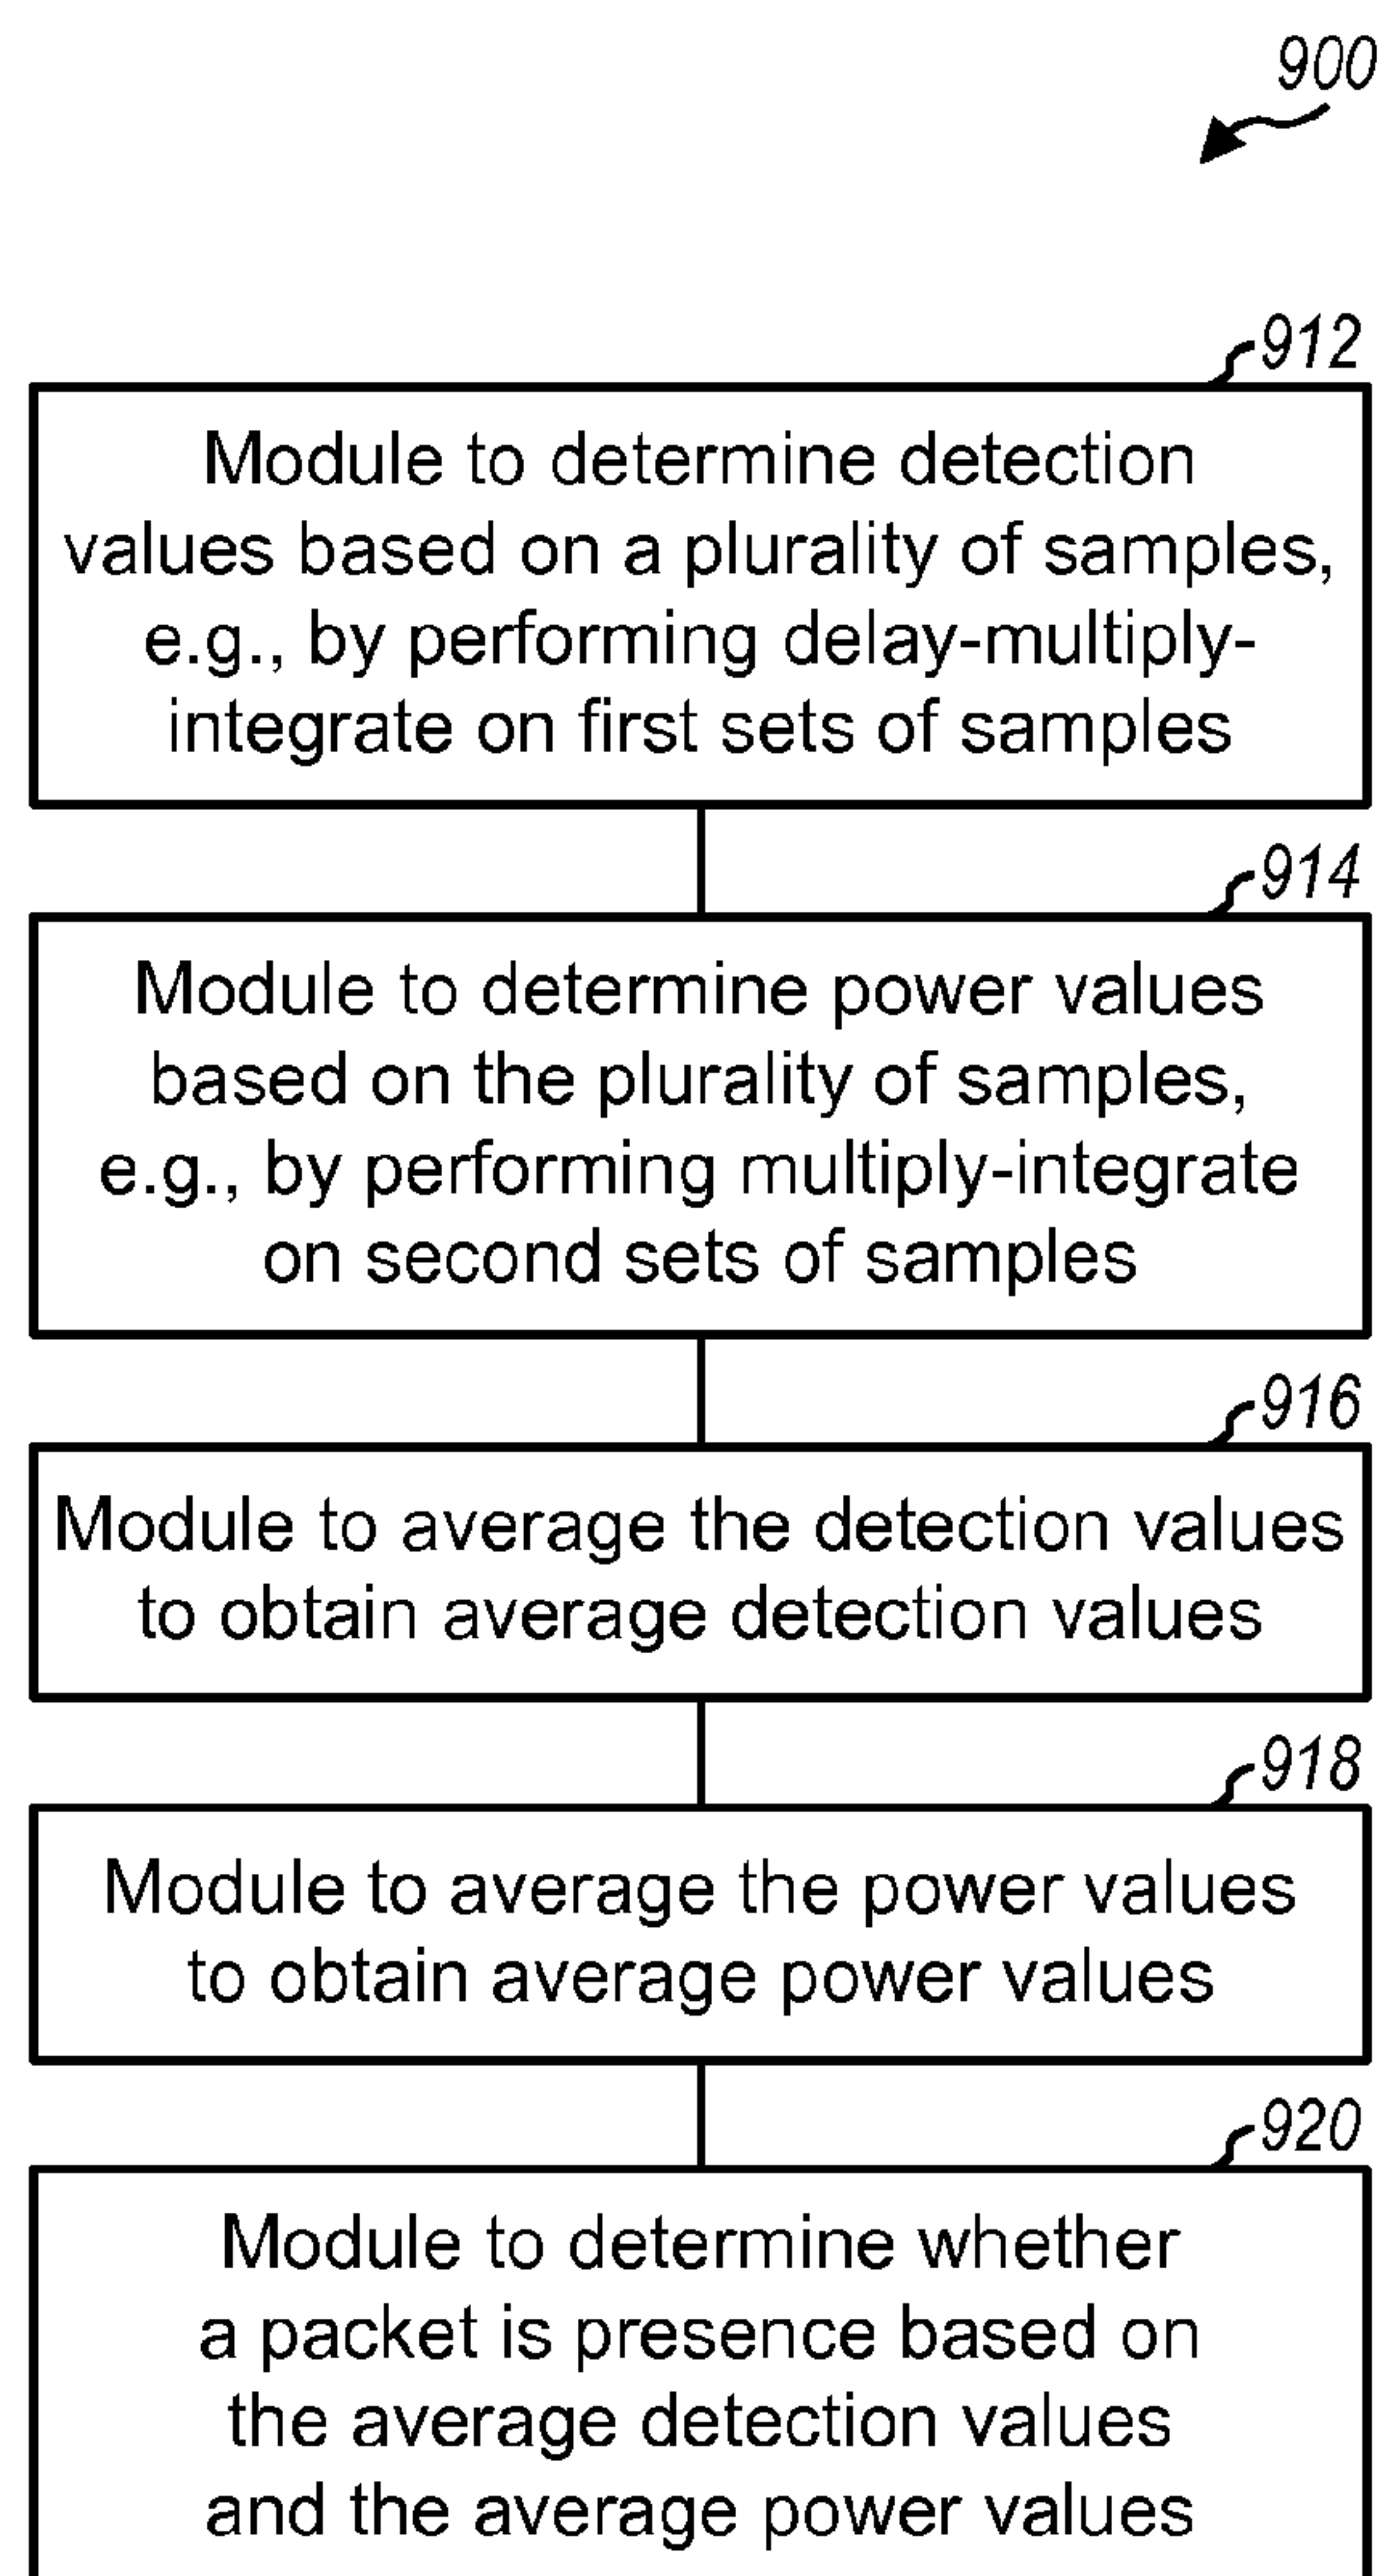 900
912
Module to determine detection
values based on a plurality of samples,
e.g., by performing delay-multiply-
integrate on first sets of samples
914
Module to determine power values
based on the plurality of samples,
e.g., by performing multiply-integrate
on second sets of samples
916
Module to average the detection values
to obtain average detection values
918
Module to average the power values
to obtain average power values
920
Module to determine whether
a packet is presence based on
the average detection values
and the average power values